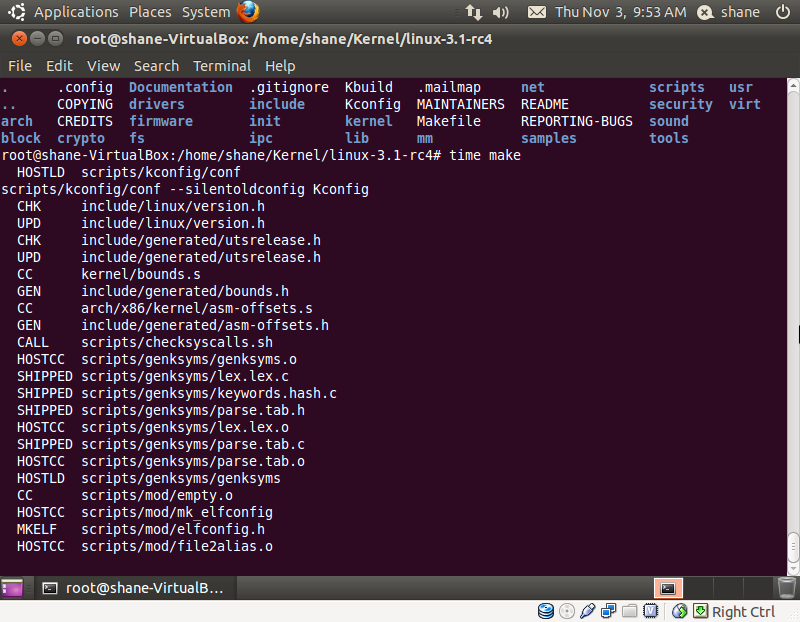 Applications Places System Thu Nov 3, 9:53 AM shane
root@shane-VirtualBox: /home/shane/Kernel/linux-3.1-rc4
File Edit View Search Terminal Help
. .config Documentation .gitignore Kbuild .mailmap net scripts usr
.. COPYING drivers include Kconfig MAINTAINERS README security virt
arch CREDITS firmware init kernel Makefile REPORTING-BUGS sound
block crypto fs ipc lib mm samples tools
root@shane-VirtualBox:/home/shane/Kernel/linux-3.1-rc4# time make
HOSTLD scripts/kconfig/conf
scripts/kconfig/conf --silentoldconfig Kconfig
CHK include/linux/version.h
UPD include/linux/version.h
CHK include/generated/utsrelease.h
UPD include/generated/utsrelease.h
CC kernel/bounds.s
GEN include/generated/bounds.h
CC arch/x86/kernel/asm-offsets.s
GEN include/generated/asm-offsets.h
CALL scripts/checksyscalls.sh
HOSTCC scripts/genksyms/genksyms.o
SHIPPED scripts/genksyms/lex.lex.c
SHIPPED scripts/genksyms/keywords.hash.c
SHIPPED scripts/genksyms/parse.tab.h
HOSTCC scripts/genksyms/lex.lex.o
SHIPPED scripts/genksyms/parse.tab.c
HOSTCC scripts/genksyms/parse.tab.o
HOSTLD scripts/genksyms/genksyms
CC scripts/mod/empty.o
HOSTCC scripts/mod/mk_elfconfig
MKELF scripts/mod/elfconfig.h
HOSTCC scripts/mod/file2alias.o
root@shane-VirtualB...
Right Ctrl